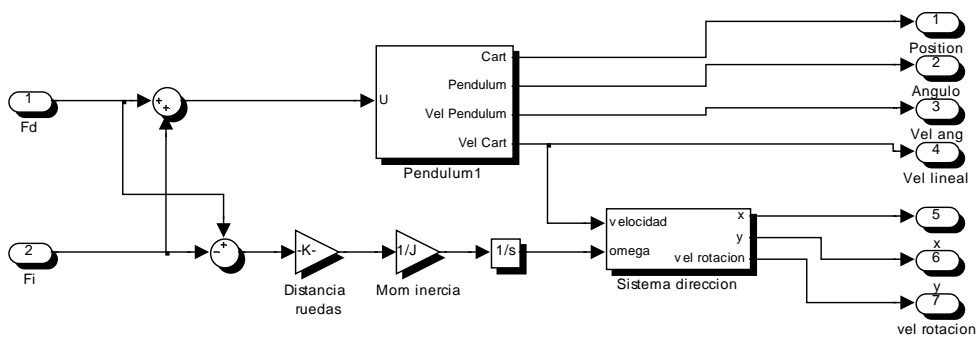 1
Fd
+
+
U
Cart
Pendulum
Vel Pendulum
Vel Cart
Pendulum1
1
Position
2
Angulo
3
Vel ang
4
Vel lineal
2
Fi
+
−
-K-
Distancia
ruedas
1/J
Mom inercia
1/s
velocidad
omega
x
y
vel rotacion
Sistema direccion
5
x
6
y
7
vel rotacion